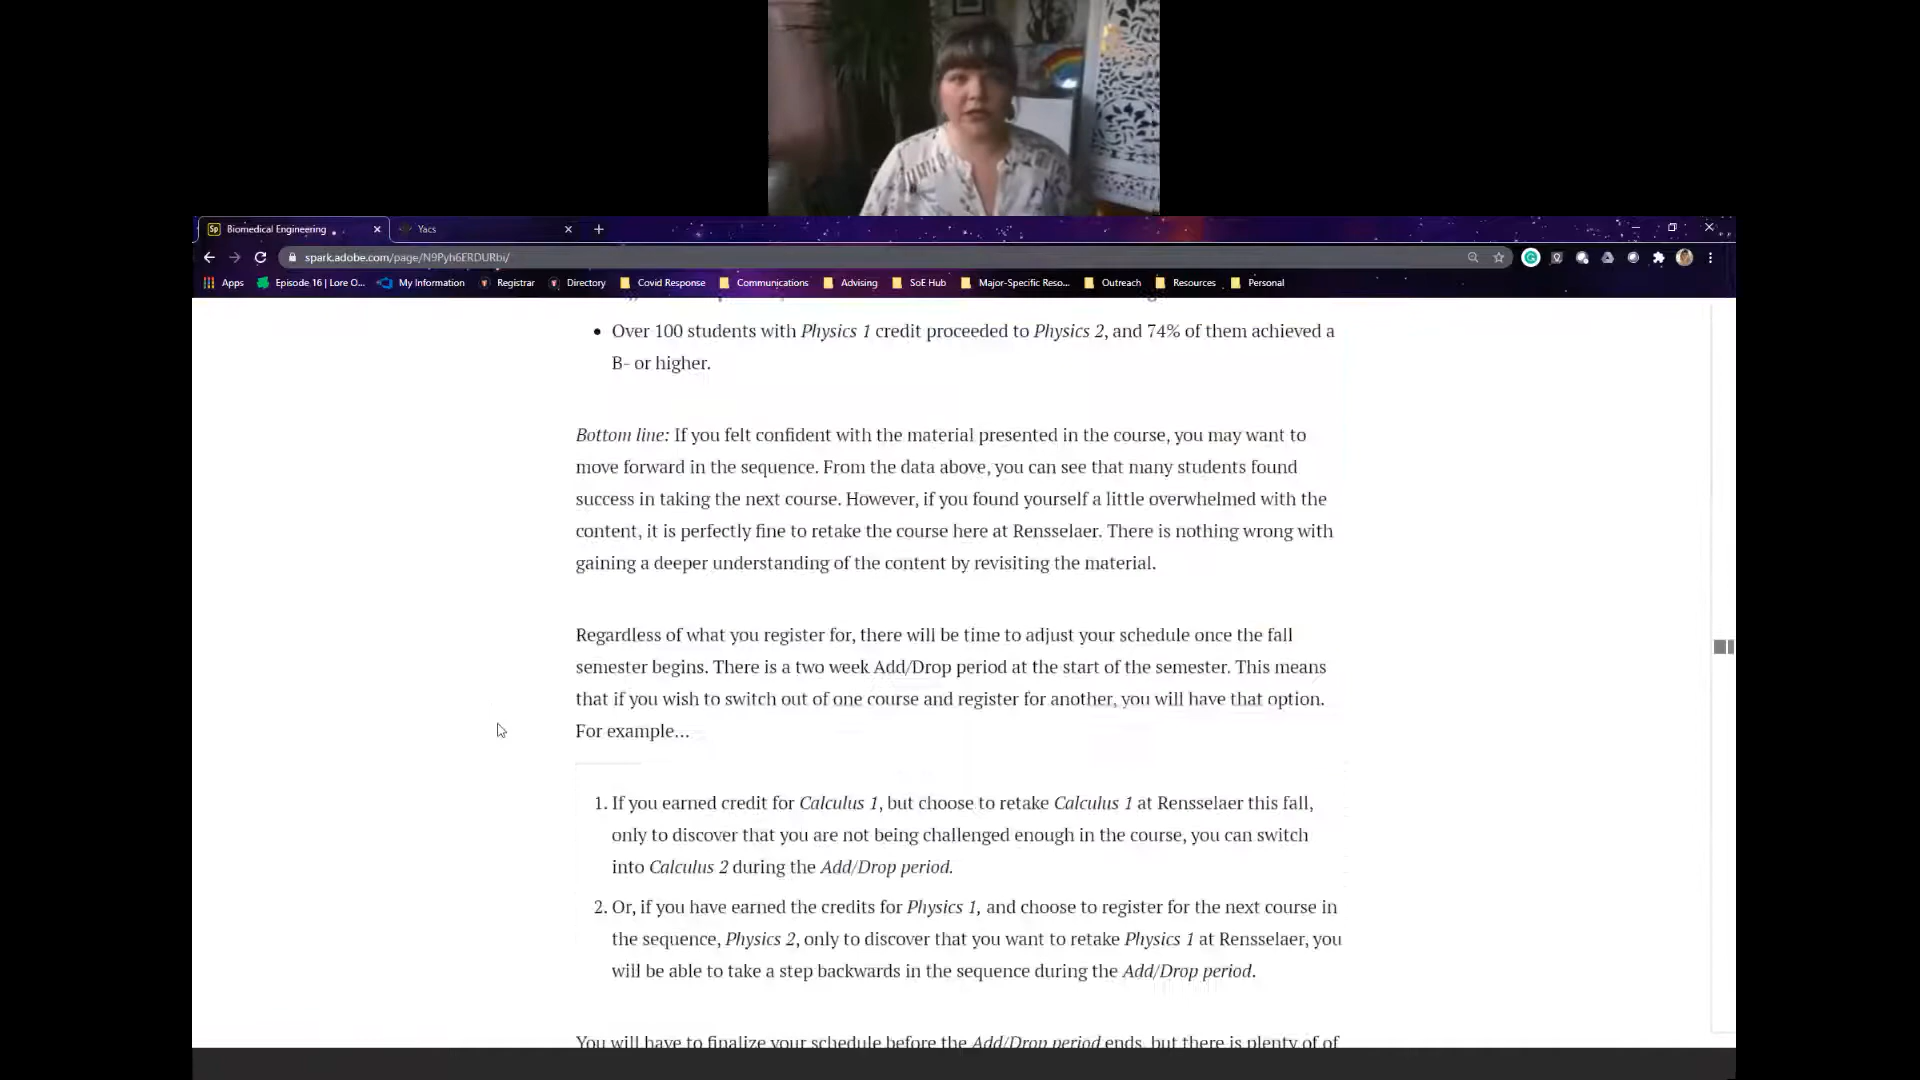 Sp Biomedical Engineering
Yacs
spark.adobe.com/page/N9Pyh6ERDURbi/
Apps Episode 16 | Lore O... My Information Registrar Directory Covid Response Communications Advising SoE Hub Major-Specific Reso... Outreach Resources Personal
• Over 100 students with Physics 1 credit proceeded to Physics 2, and 74% of them achieved a
B- or higher.
Bottom line: If you felt confident with the material presented in the course, you may want to
move forward in the sequence. From the data above, you can see that many students found
success in taking the next course. However, if you found yourself a little overwhelmed with the
content, it is perfectly fine to retake the course here at Rensselaer. There is nothing wrong with
gaining a deeper understanding of the content by revisiting the material.
Regardless of what you register for, there will be time to adjust your schedule once the fall
semester begins. There is a two week Add/Drop period at the start of the semester. This means
that if you wish to switch out of one course and register for another, you will have that option.
For example...
1. If you earned credit for Calculus 1, but choose to retake Calculus 1 at Rensselaer this fall,
only to discover that you are not being challenged enough in the course, you can switch
into Calculus 2 during the Add/Drop period.
2. Or, if you have earned the credits for Physics 1, and choose to register for the next course in
the sequence, Physics 2, only to discover that you want to retake Physics 1 at Rensselaer, you
will be able to take a step backwards in the sequence during the Add/Drop period.
You will have to finalize your schedule before the Add/Drop period ends, but there is plenty of of